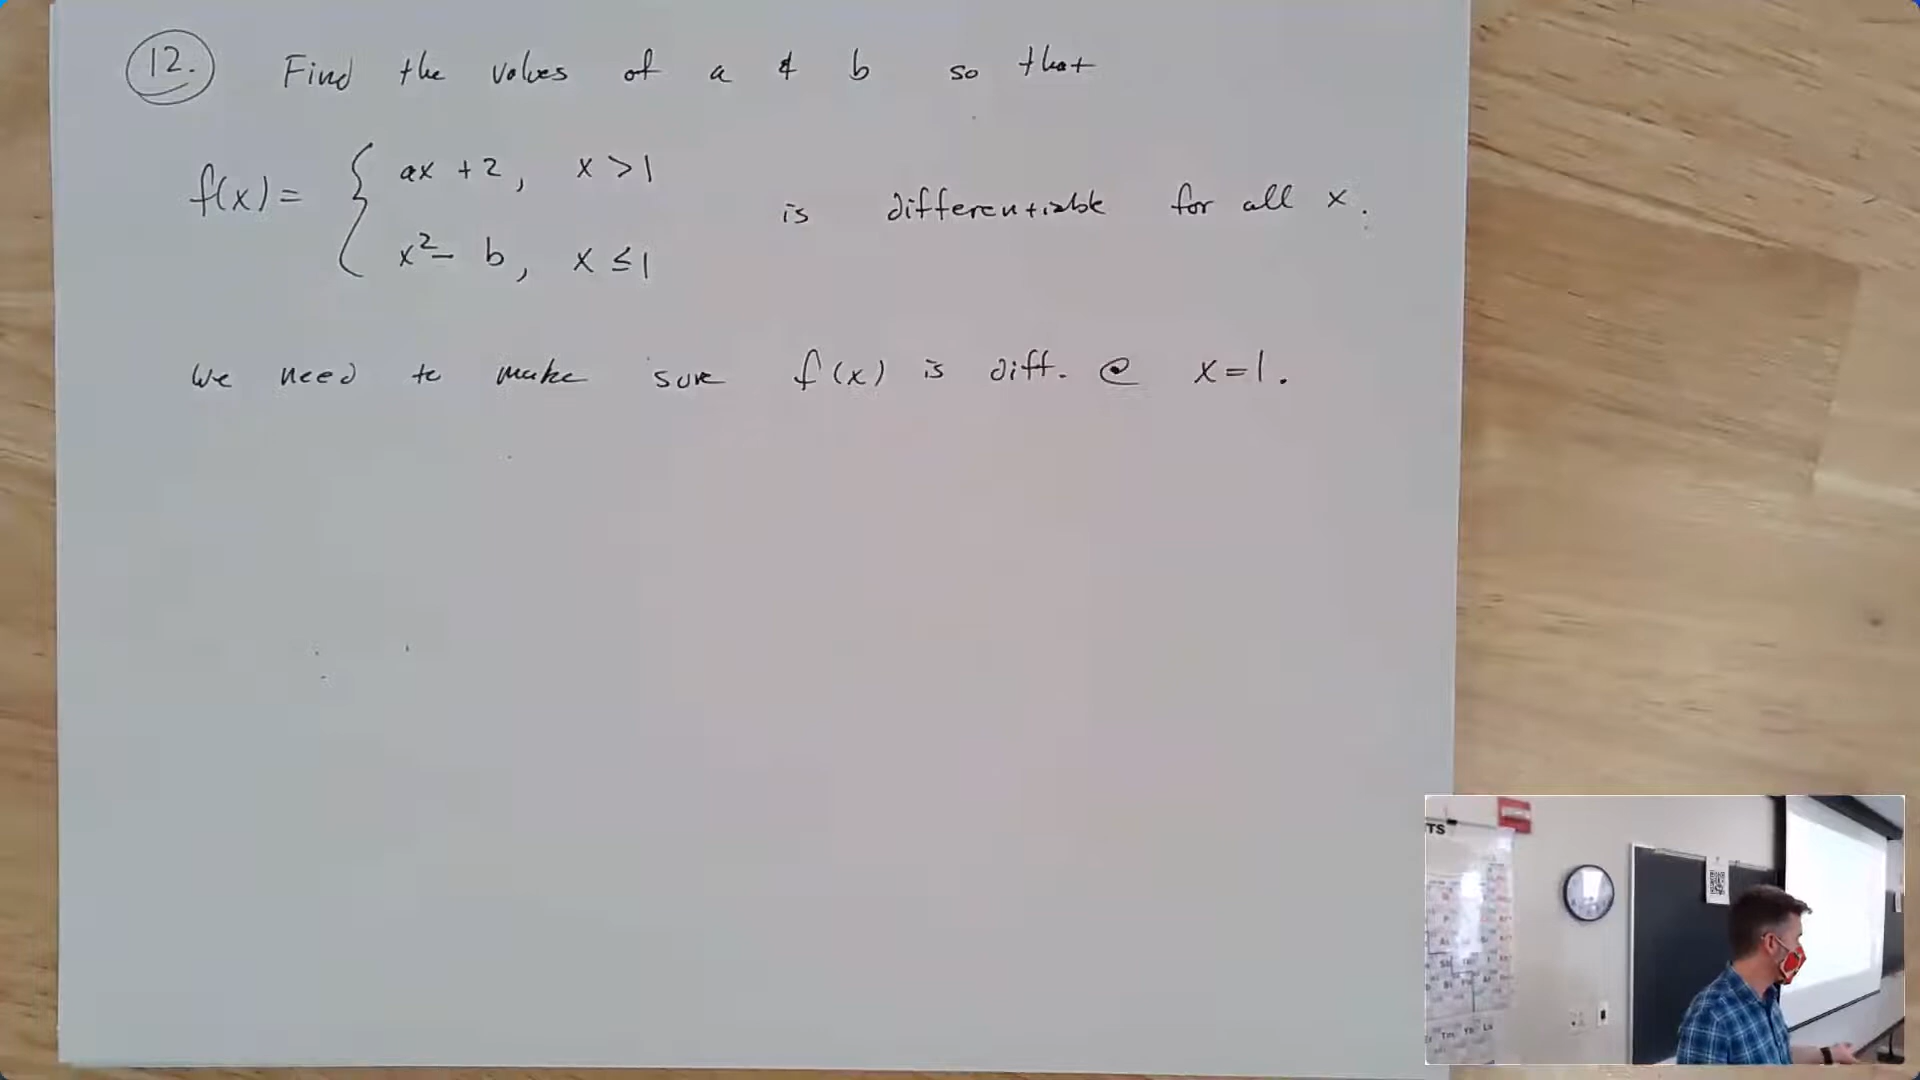 12. Find the values of a & b so that
f(x) = { ax + 2, x > 1
x² - b, x ≤ 1
is differentiable for all x.
We need to make sure f(x) is diff. @ x = 1.
TS